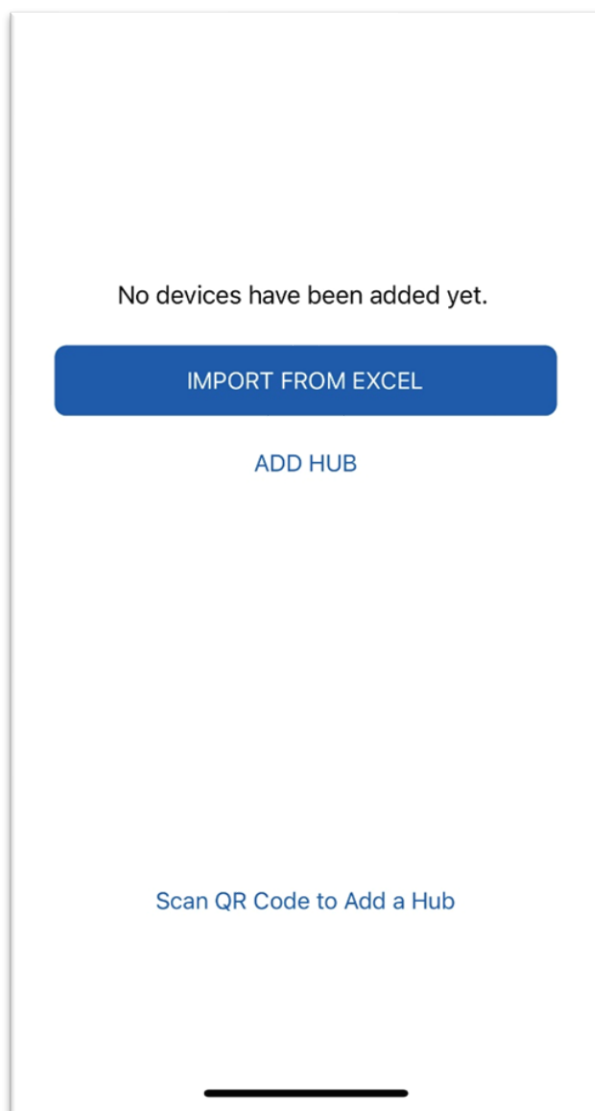 No devices have been added yet.
IMPORT FROM EXCEL
ADD HUB
Scan QR Code to Add a Hub